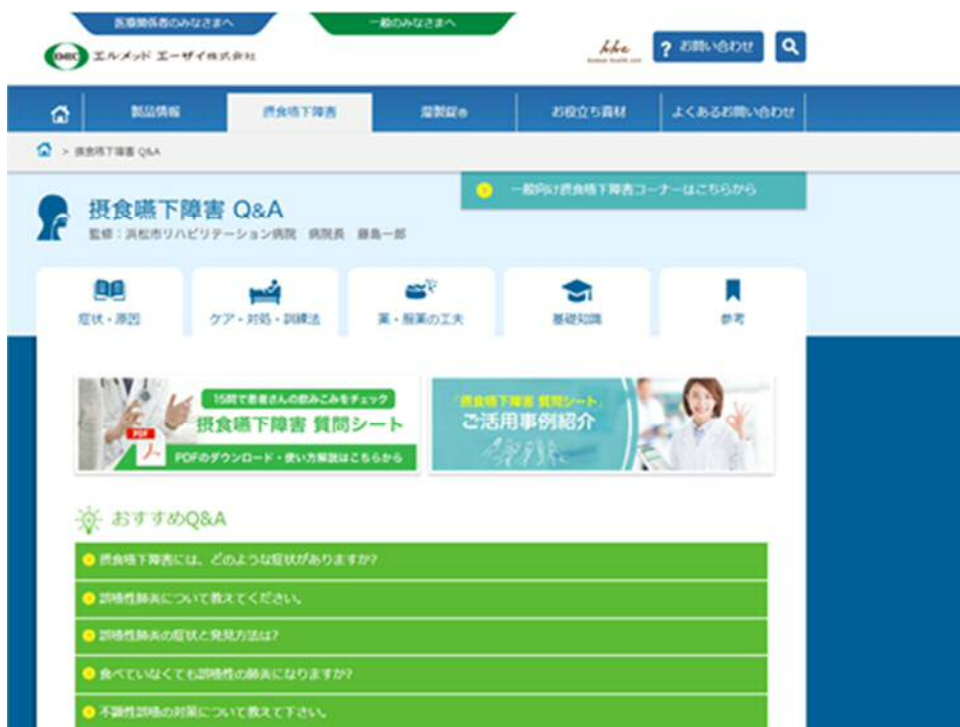 医療関係者のみなさまへ
一般のみなさまへ
EMEC エルメッド エーザイ株式会社
hhc
human health care
? お問い合わせ
製品情報
摂食嚥下障害
湿製錠®
お役立ち資材
よくあるお問い合わせ
> 摂食嚥下障害 Q&A
一般向け摂食嚥下障害コーナーはこちらから
摂食嚥下障害 Q&A
監修：浜松市リハビリテーション病院 病院長 藤島一郎
症状・原因
ケア・対処・訓練法
薬・服薬の工夫
基礎知識
参考
15問で患者さんの飲みこみをチェック
摂食嚥下障害 質問シート
PDF
PDFのダウンロード・使い方解説はこちらから
「摂食嚥下障害 質問シート」
ご活用事例紹介
おすすめQ&A
摂食嚥下障害には、どのような症状がありますか?
誤嚥性肺炎について教えてください。
誤嚥性肺炎の症状と発見方法は?
食べていなくても誤嚥性の肺炎になりますか?
不顕性誤嚥の対策について教えて下さい。